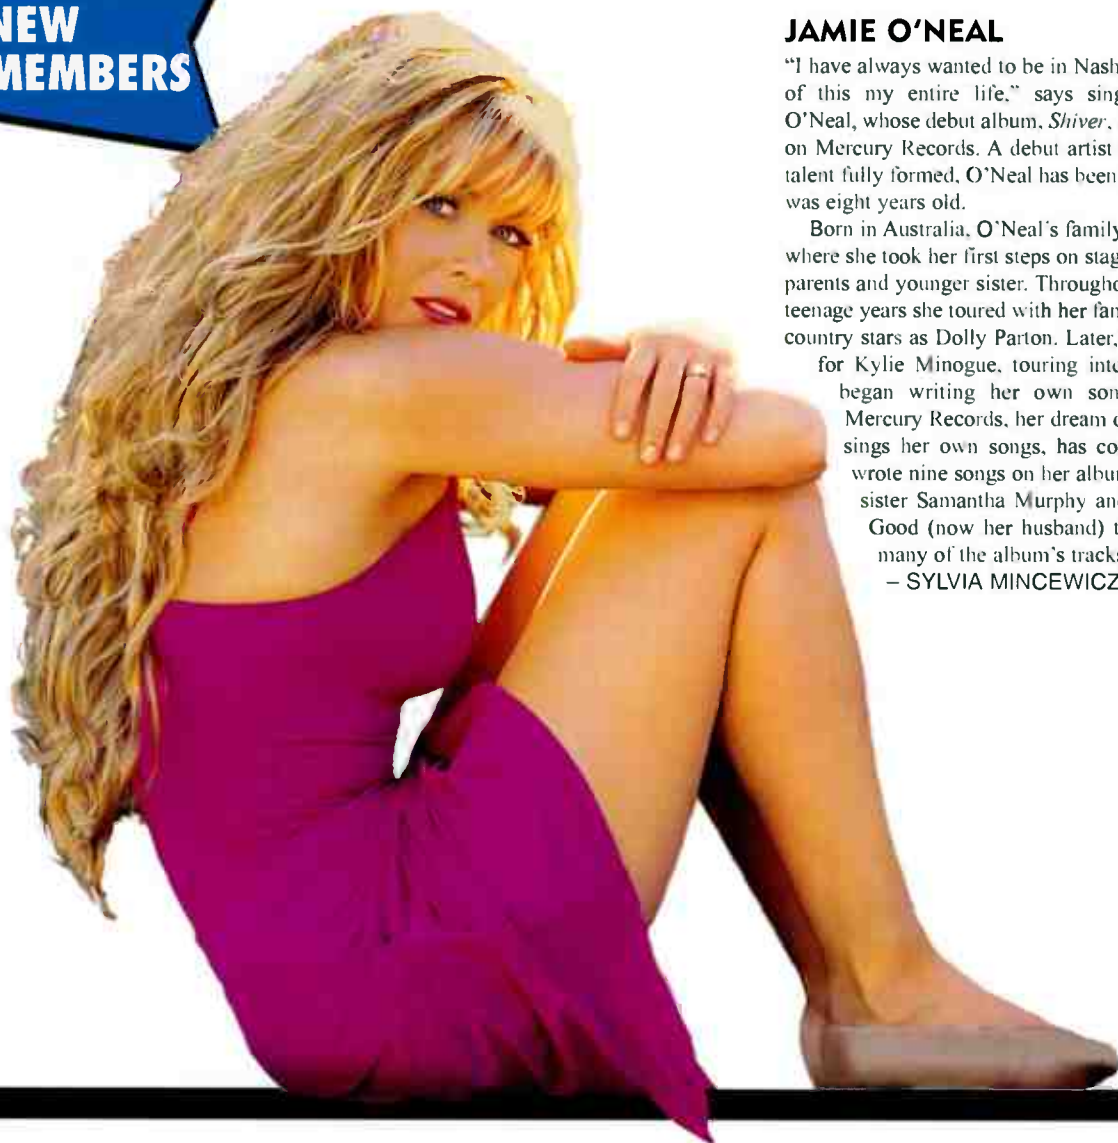 NEW
MEMBERS
JAMIE O'NEAL
"I have always wanted to be in Nash
of this my entire life," says sing
O'Neal, whose debut album, Shiver,
on Mercury Records. A debut artist
talent fully formed, O'Neal has been
was eight years old.
Born in Australia, O'Neal's family
where she took her first steps on stag
parents and younger sister. Througho
teenage years she toured with her fan
country stars as Dolly Parton. Later,
for Kylie Minogue, touring inte
began writing her own son
Mercury Records, her dream o
sings her own songs, has co
wrote nine songs on her albu
sister Samantha Murphy an
Good (now her husband) t
many of the album's tracks
– SYLVIA MINCEWICZ